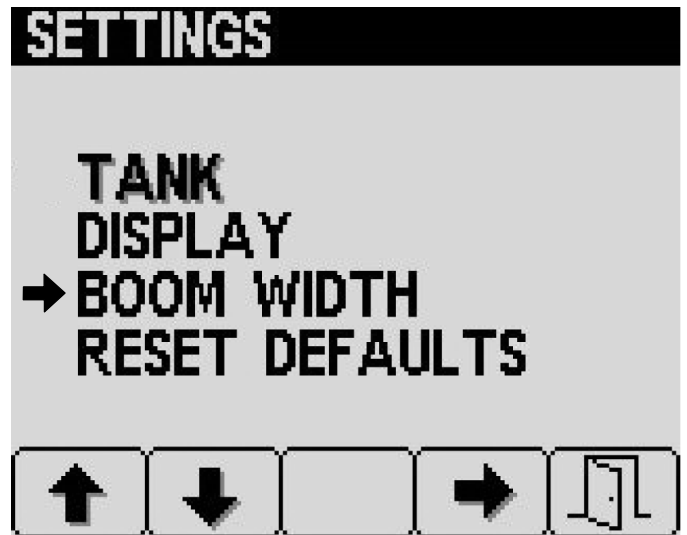 SETTINGS
TANK
DISPLAY
BOOM WIDTH
RESET DEFAULTS